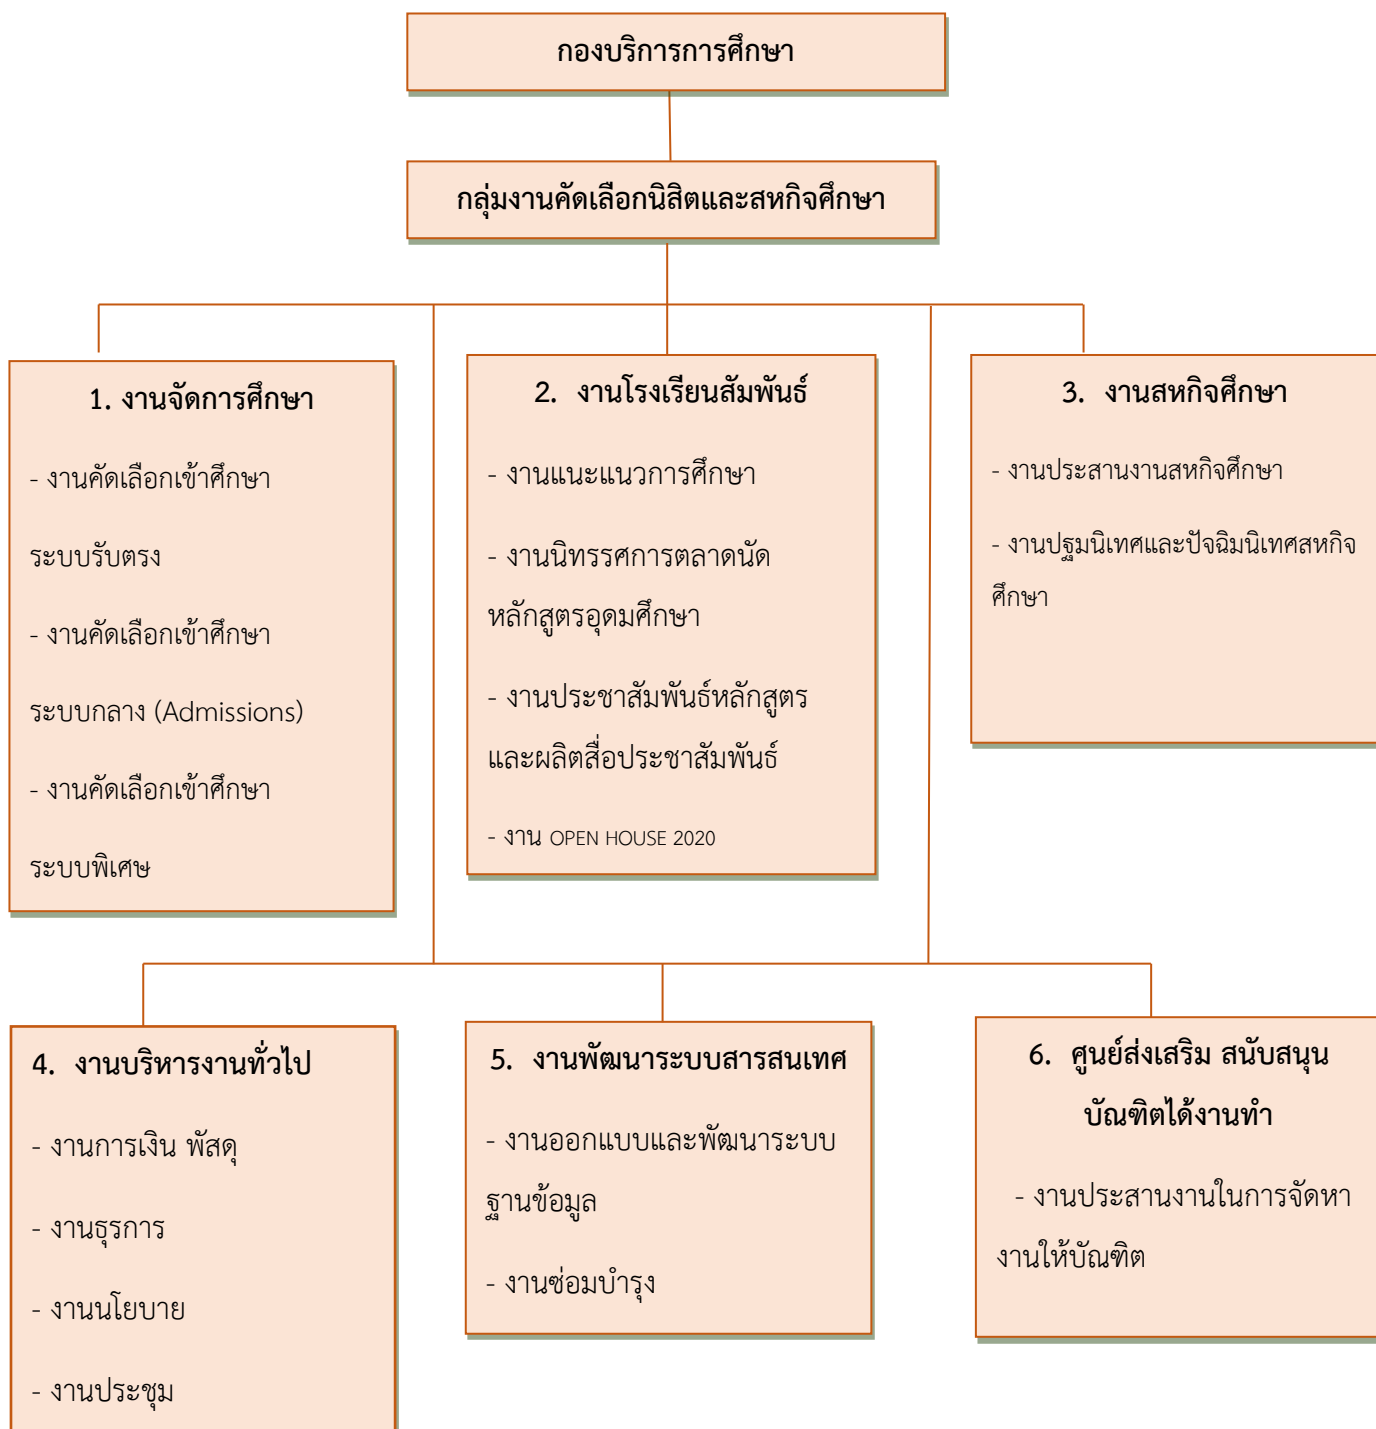 กองบริการการศึกษา
กลุ่มงานคัดเลือกนิสิตและสหกิจศึกษา
1. งานจัดการศึกษา
- งานคัดเลือกเข้าศึกษา
ระบบรับตรง
- งานคัดเลือกเข้าศึกษา
ระบบกลาง (Admissions)
- งานคัดเลือกเข้าศึกษา
ระบบพิเศษ
2. งานโรงเรียนสัมพันธ์
- งานแนะแนวการศึกษา
- งานนิทรรศการตลาดนัด
หลักสูตรอุดมศึกษา
- งานประชาสัมพันธ์หลักสูตร
และผลิตสื่อประชาสัมพันธ์
- งาน OPEN HOUSE 2020
3. งานสหกิจศึกษา
- งานประสานงานสหกิจศึกษา
- งานปฐมนิเทศและปัจฉิมนิเทศสหกิจ
ศึกษา
4. งานบริหารงานทั่วไป
- งานการเงิน พัสดุ
- งานธุรการ
- งานนโยบาย
- งานประชุม
5. งานพัฒนาระบบสารสนเทศ
- งานออกแบบและพัฒนาระบบ
ฐานข้อมูล
- งานซ่อมบำรุง
6. ศูนย์ส่งเสริม สนับสนุน
บัณฑิตได้งานทำ
- งานประสานงานในการจัดหา
งานให้บัณฑิต